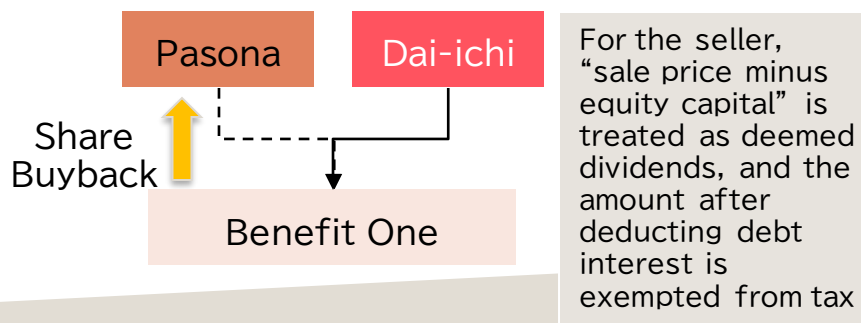 Pasona
Dai-ichi
Share
Buyback
Benefit One
For the seller,
“sale price minus
equity capital” is
treated as deemed
dividends, and the
amount after
deducting debt
interest is
exempted from tax